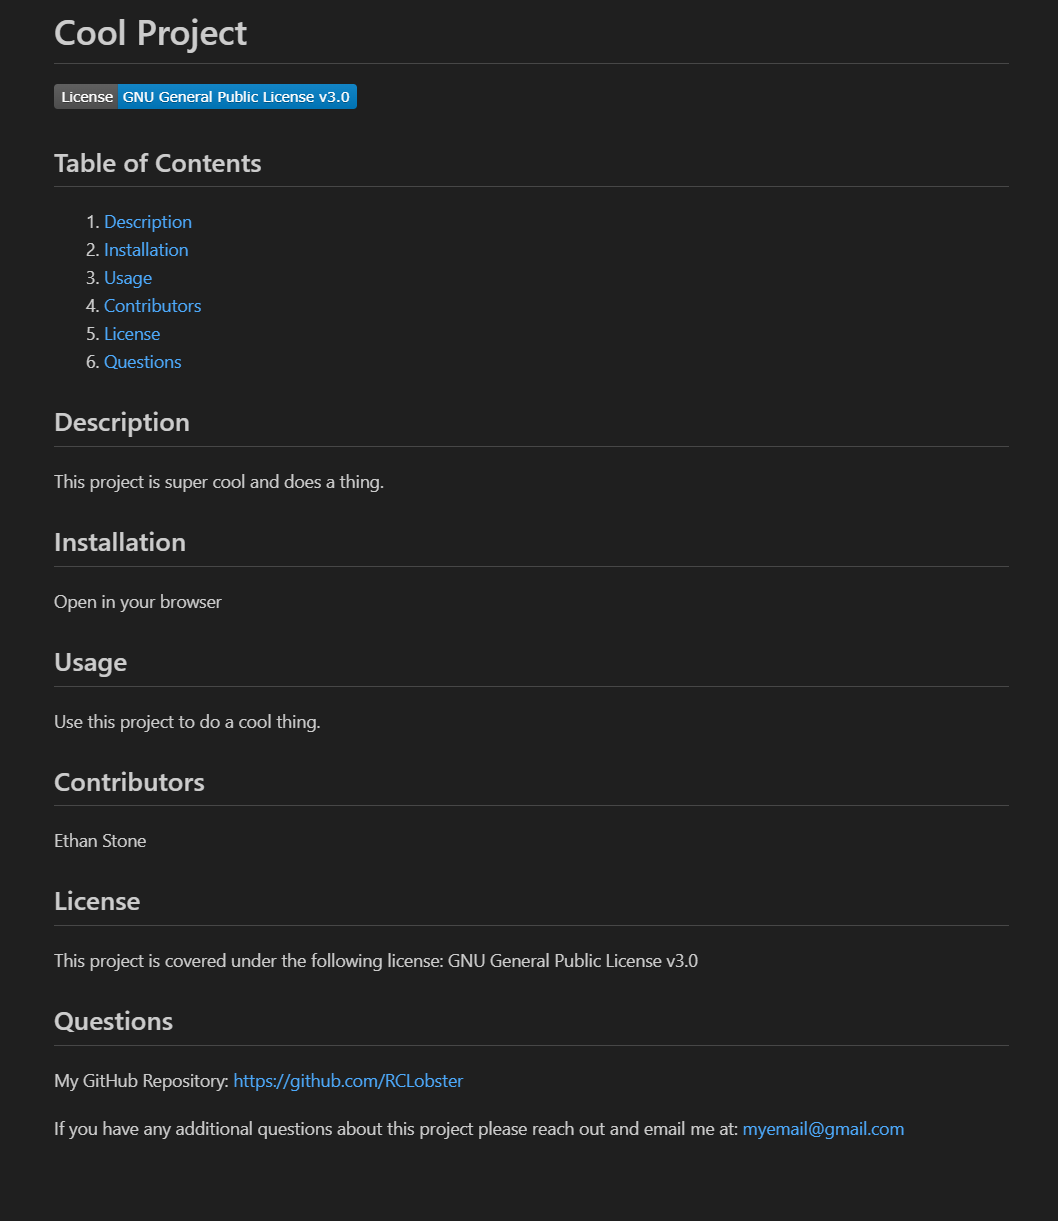 Cool Project
License GNU General Public License v3.0
Table of Contents
1. Description
2. Installation
3. Usage
4. Contributors
5. License
6. Questions
Description
This project is super cool and does a thing.
Installation
Open in your browser
Usage
Use this project to do a cool thing.
Contributors
Ethan Stone
License
This project is covered under the following license: GNU General Public License v3.0
Questions
My GitHub Repository: https://github.com/RCLobster
If you have any additional questions about this project please reach out and email me at: myemail@gmail.com